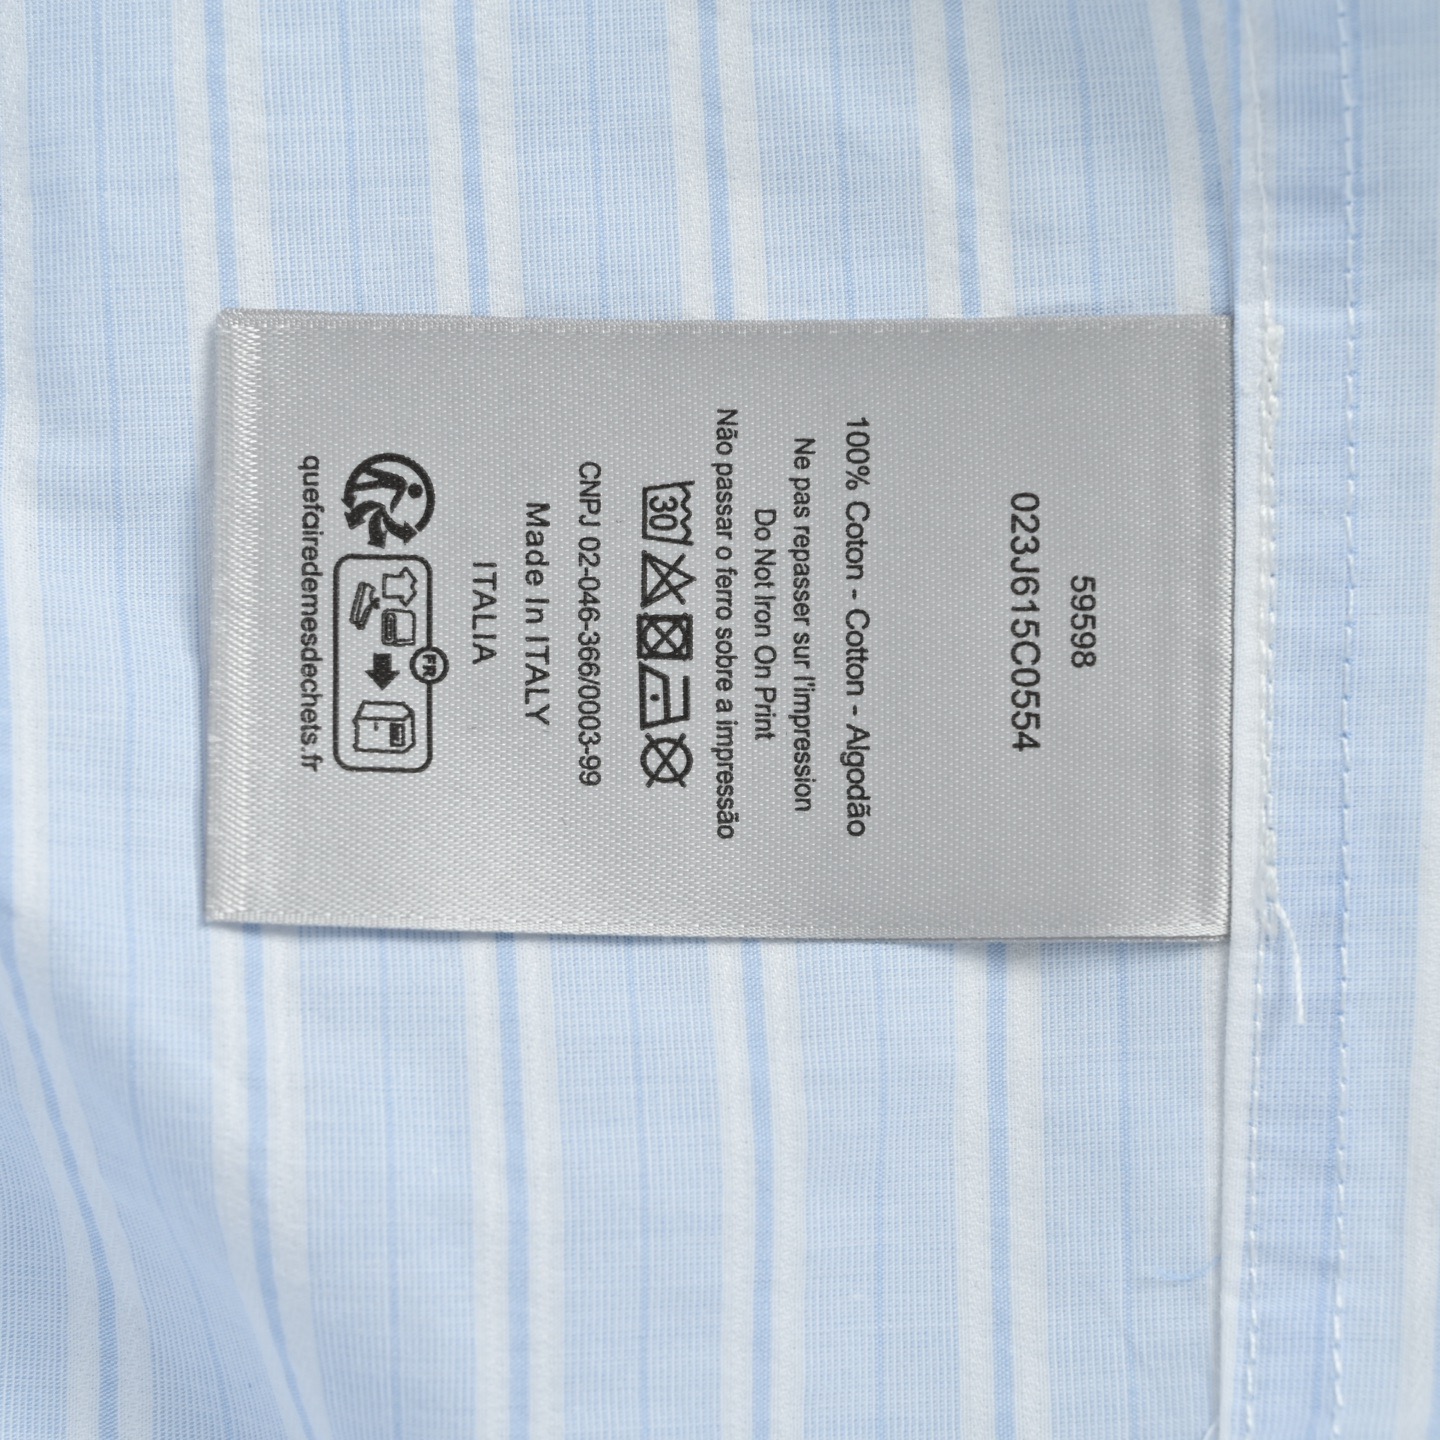 59598
023J615C0554
100% Coton - Cotton - Algodão
Ne pas repasser sur l'impression
Do Not Iron On Print
Não passar o ferro sobre a impressão
30
CNPJ 02-046-366/0003-99
Made In ITALY
ITALIA
FR
quefairedemesdechets.fr